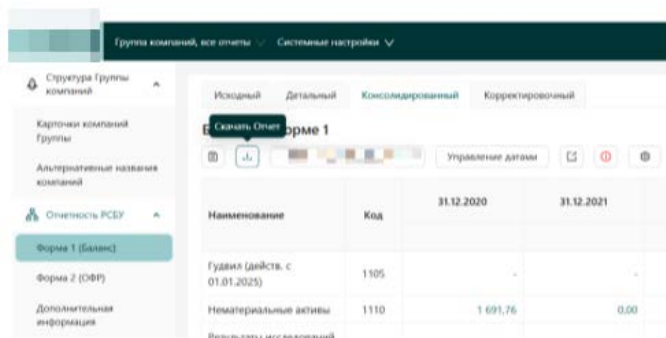 Группа компаний, все отчеты Системные настройки
Структура Группы
компаний
Исходный Детальный Консолидированный Корректировочный
Карточки компаний
Группы
Скачать Отчет
орме 1
Управление датами
Альтернативные названия
компаний
Отчетность РСБУ
Наименование Код 31.12.2020 31.12.2021
Форма 1 (Баланс)
Гудвил (действ. с
01.01.2025) 1105 - -
Форма 2 (ОФР)
Дополнительная
информация
Нематериальные активы 1110 1 691,76 0,00
Результаты исследований